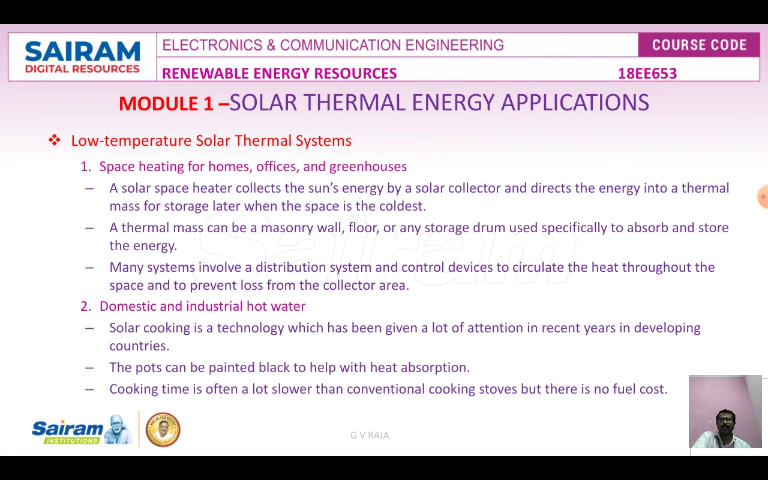 SAIRAM
DIGITAL RESOURCES
ELECTRONICS & COMMUNICATION ENGINEERING
COURSE CODE
RENEWABLE ENERGY RESOURCES
18EE653
MODULE 1 –SOLAR THERMAL ENERGY APPLICATIONS
❖ Low-temperature Solar Thermal Systems
1. Space heating for homes, offices, and greenhouses
– A solar space heater collects the sun's energy by a solar collector and directs the energy into a thermal
mass for storage later when the space is the coldest.
– A thermal mass can be a masonry wall, floor, or any storage drum used specifically to absorb and store
the energy.
– Many systems involve a distribution system and control devices to circulate the heat throughout the
space and to prevent loss from the collector area.
2. Domestic and industrial hot water
– Solar cooking is a technology which has been given a lot of attention in recent years in developing
countries.
– The pots can be painted black to help with heat absorption.
– Cooking time is often a lot slower than conventional cooking stoves but there is no fuel cost.
Sairam
INSTITUTIONS
G V RAJA
Sairam